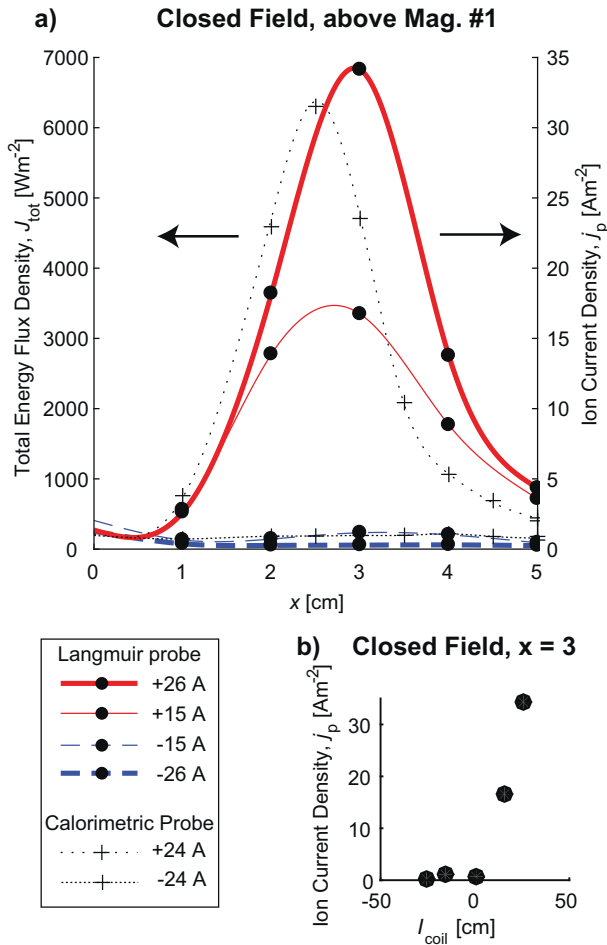 a)
Closed Field, above Mag. #1
7000
6000
5000
4000
3000
2000
1000
0
Total Energy Flux Density, J_tot [Wm⁻²]
35
30
25
20
15
10
5
0
Ion Current Density, j_p [Am⁻²]
0 1 2 3 4 5
x [cm]
Langmuir probe
+26 A
+15 A
-15 A
-26 A
Calorimetric Probe
+24 A
-24 A
b)
Closed Field, x = 3
Ion Current Density, j_p [Am⁻²]
30
20
10
0
-50 0 50
I_coil [cm]